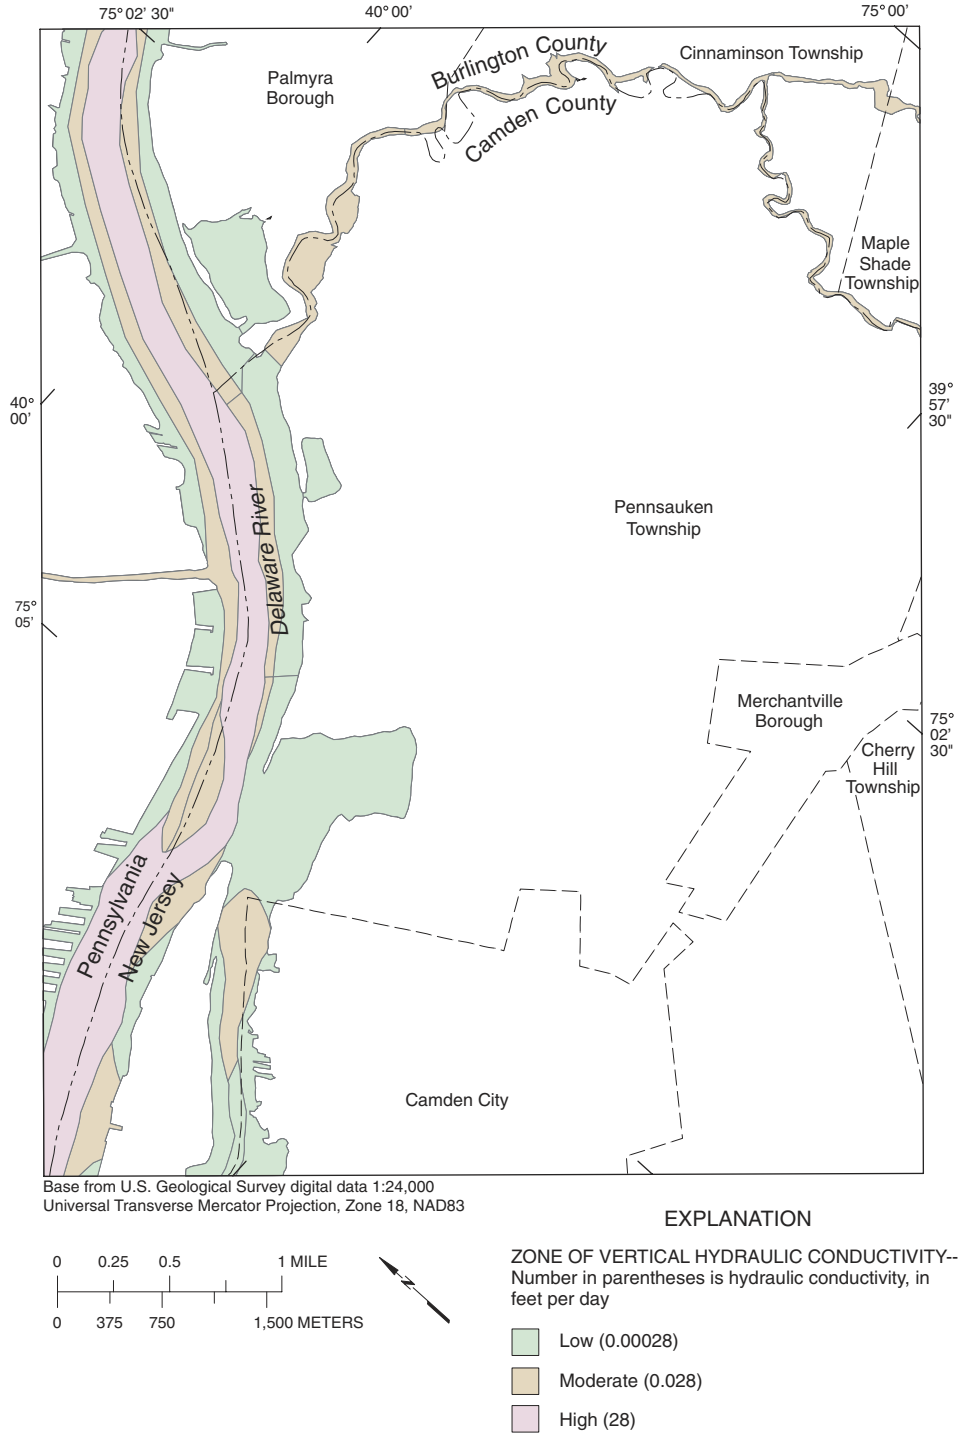 75° 02' 30"
40° 00'
75° 00'
Burlington County
Cinnaminson Township
Palmyra
Borough
Camden County
Maple
Shade
Township
40°
00'
39°
57'
30"
Delaware River
Pennsauken
Township
75°
05'
Merchantville
Borough
75°
02'
30"
Cherry
Hill
Township
Pennsylvania
New Jersey
Camden City
Base from U.S. Geological Survey digital data 1:24,000
Universal Transverse Mercator Projection, Zone 18, NAD83
EXPLANATION
0 0.25 0.5 1 MILE
0 375 750 1,500 METERS
N
ZONE OF VERTICAL HYDRAULIC CONDUCTIVITY--
Number in parentheses is hydraulic conductivity, in
feet per day
Low (0.00028)
Moderate (0.028)
High (28)